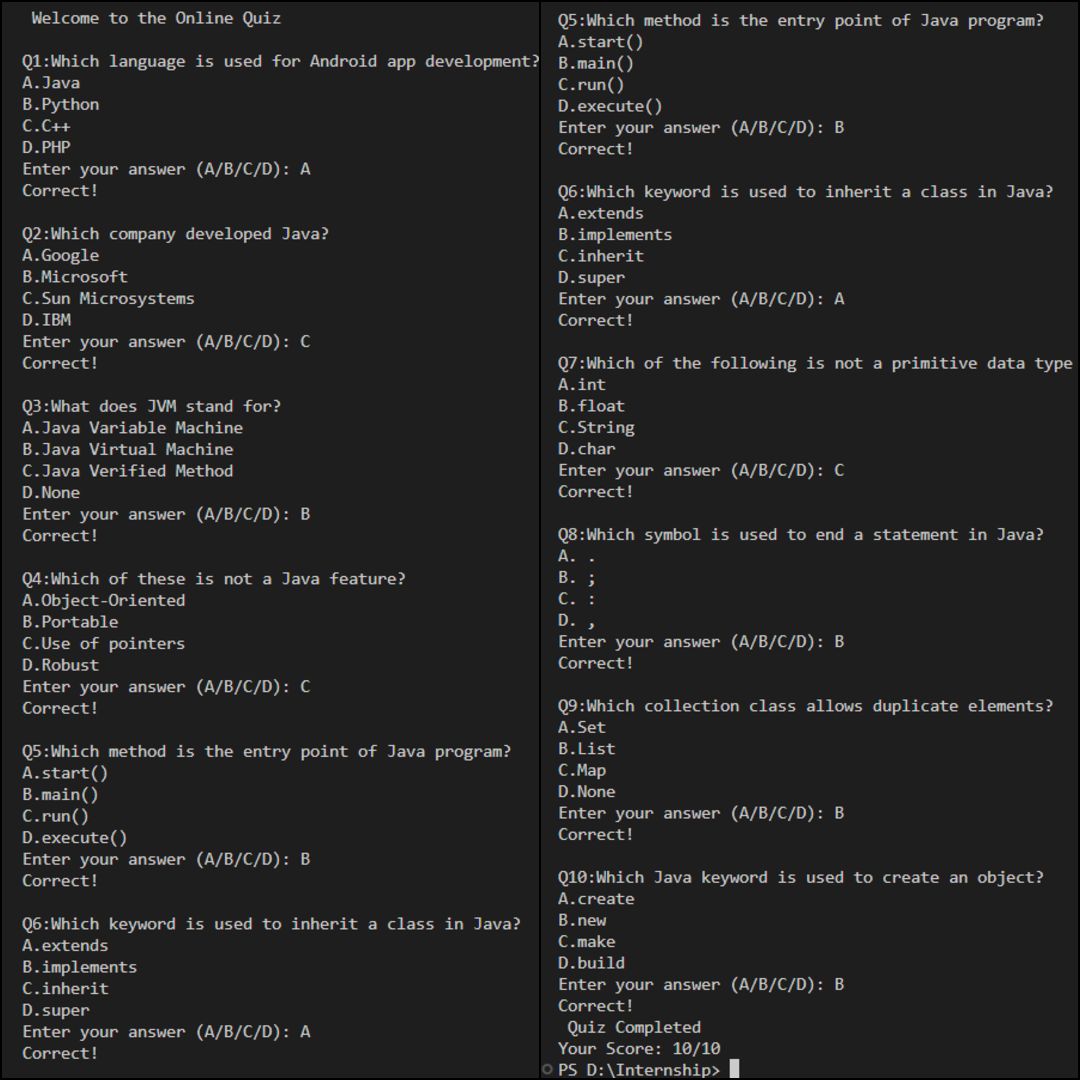 Welcome to the Online Quiz
Q1:Which language is used for Android app development?
A.Java
B.Python
C.C++
D.PHP
Enter your answer (A/B/C/D): A
Correct!
Q2:Which company developed Java?
A.Google
B.Microsoft
C.Sun Microsystems
D.IBM
Enter your answer (A/B/C/D): C
Correct!
Q3:What does JVM stand for?
A.Java Variable Machine
B.Java Virtual Machine
C.Java Verified Method
D.None
Enter your answer (A/B/C/D): B
Correct!
Q4:Which of these is not a Java feature?
A.Object-Oriented
B.Portable
C.Use of pointers
D.Robust
Enter your answer (A/B/C/D): C
Correct!
Q5:Which method is the entry point of Java program?
A.start()
B.main()
C.run()
D.execute()
Enter your answer (A/B/C/D): B
Correct!
Q6:Which keyword is used to inherit a class in Java?
A.extends
B.implements
C.inherit
D.super
Enter your answer (A/B/C/D): A
Correct!
Q5:Which method is the entry point of Java program?
A.start()
B.main()
C.run()
D.execute()
Enter your answer (A/B/C/D): B
Correct!
Q6:Which keyword is used to inherit a class in Java?
A.extends
B.implements
C.inherit
D.super
Enter your answer (A/B/C/D): A
Correct!
Q7:Which of the following is not a primitive data type
A.int
B.float
C.String
D.char
Enter your answer (A/B/C/D): C
Correct!
Q8:Which symbol is used to end a statement in Java?
A. .
B. ;
C. :
D. ,
Enter your answer (A/B/C/D): B
Correct!
Q9:Which collection class allows duplicate elements?
A.Set
B.List
C.Map
D.None
Enter your answer (A/B/C/D): B
Correct!
Q10:Which Java keyword is used to create an object?
A.create
B.new
C.make
D.build
Enter your answer (A/B/C/D): B
Correct!
Quiz Completed
Your Score: 10/10
PS D:\Internship>